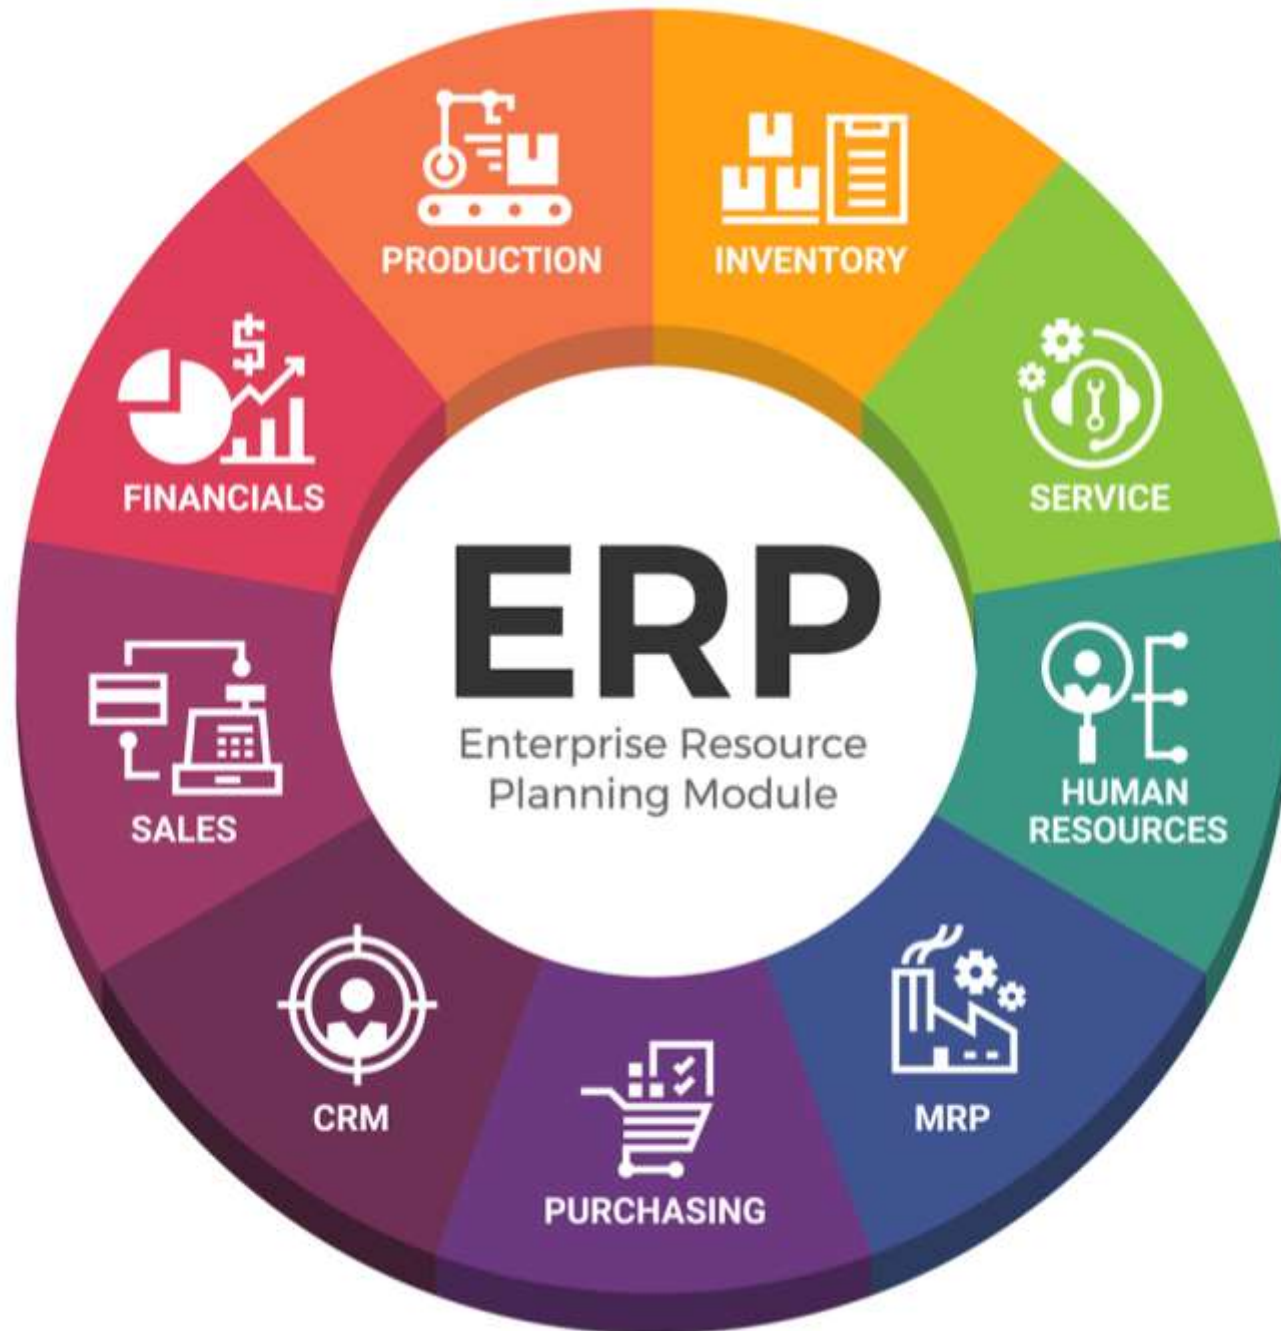 PRODUCTION
INVENTORY
SERVICE
HUMAN
RESOURCES
MRP
PURCHASING
CRM
SALES
FINANCIALS
ERP
Enterprise Resource
Planning Module